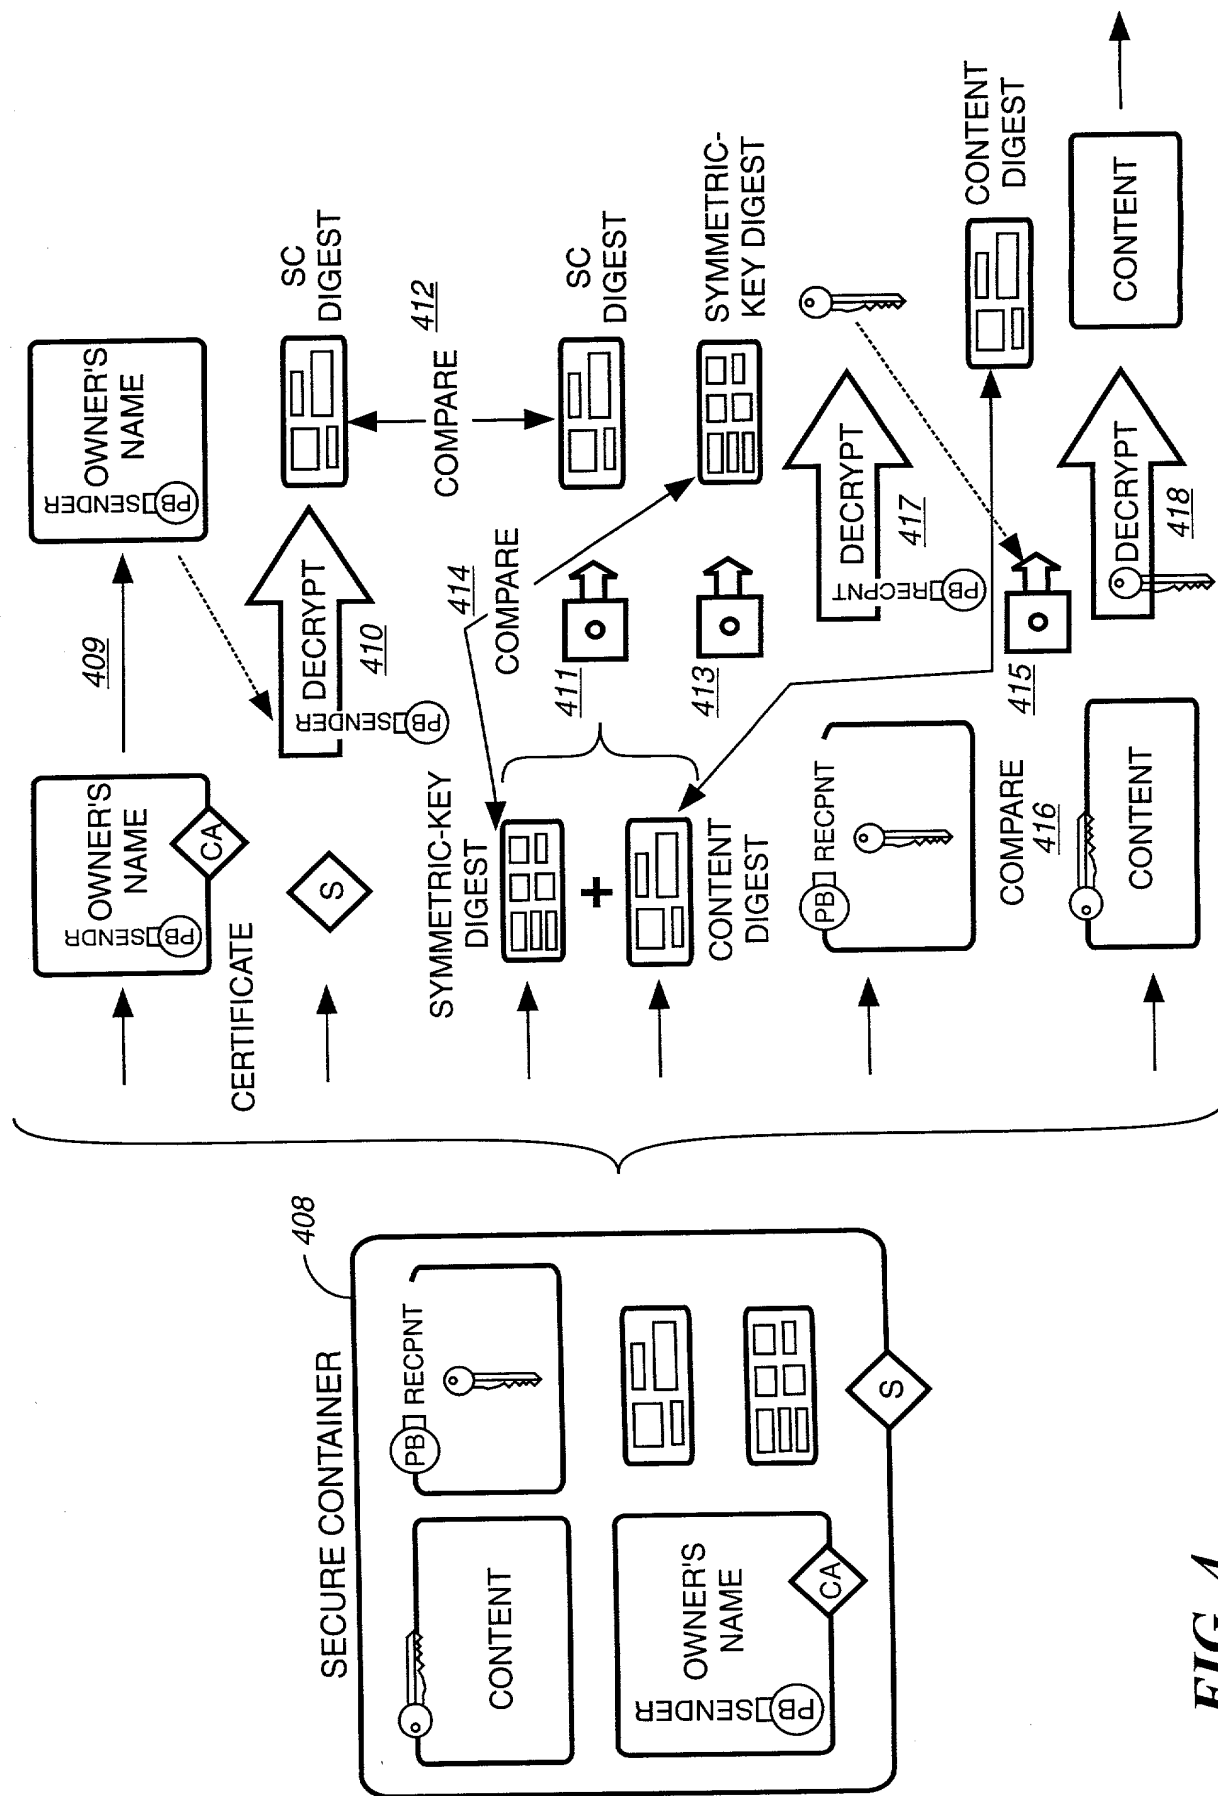 SECURE CONTAINER
408
CONTENT
PB RECPNT
PB SENDER
OWNER'S
NAME
CA
S
PB SENDR
OWNER'S
NAME
CA
CERTIFICATE
409
PB SENDER
OWNER'S
NAME
S
PB SENDER
DECRYPT
410
SC
DIGEST
COMPARE
412
SYMMETRIC-KEY
DIGEST
+
CONTENT
DIGEST
414
COMPARE
411
SC
DIGEST
413
SYMMETRIC-
KEY DIGEST
PB RECPNT
PB RECPNT
DECRYPT
417
COMPARE
416
415
CONTENT
DIGEST
CONTENT
DECRYPT
418
CONTENT
FIG. 4